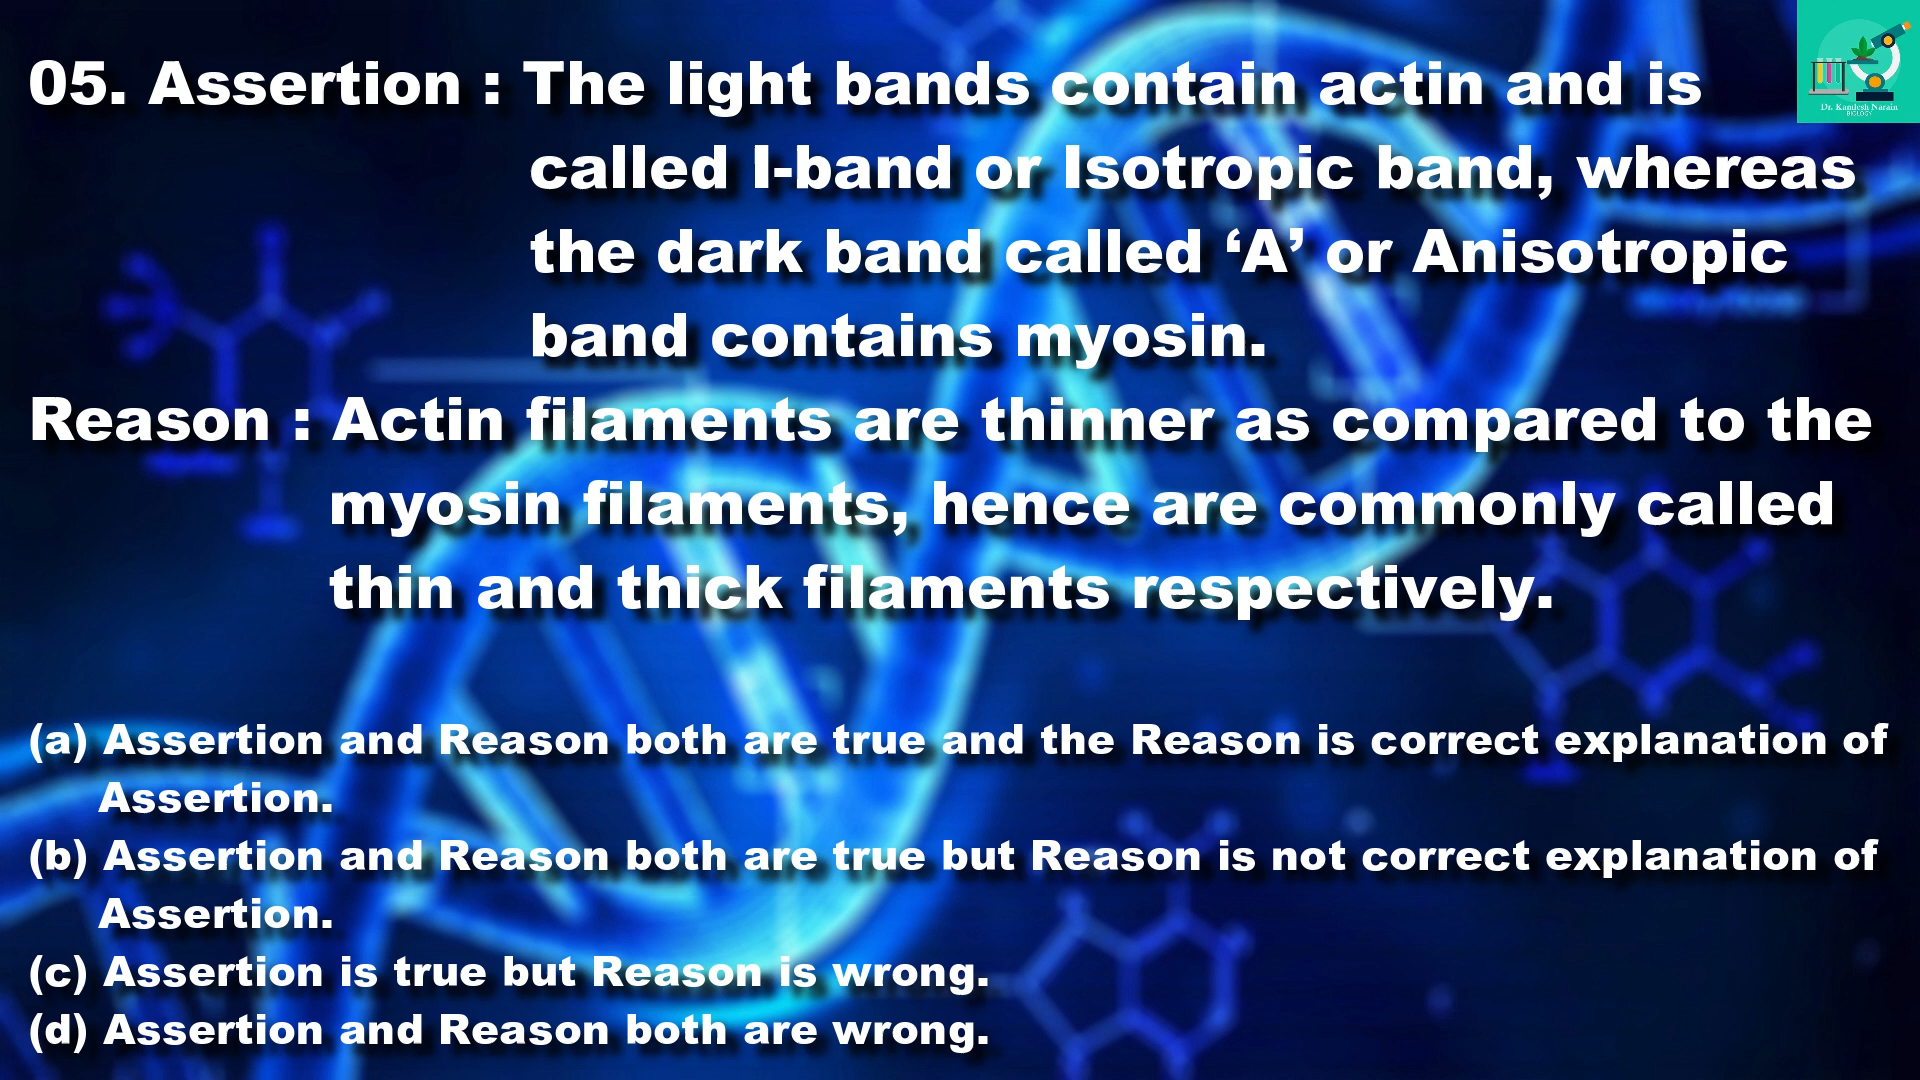 05. Assertion : The light bands contain actin and is
called I-band or Isotropic band, whereas
the dark band called ‘A’ or Anisotropic
band contains myosin.
Reason : Actin filaments are thinner as compared to the
myosin filaments, hence are commonly called
thin and thick filaments respectively.
(a) Assertion and Reason both are true and the Reason is correct explanation of
Assertion.
(b) Assertion and Reason both are true but Reason is not correct explanation of
Assertion.
(c) Assertion is true but Reason is wrong.
(d) Assertion and Reason both are wrong.
Dr. Kamlesh Narain
BIOLOGY